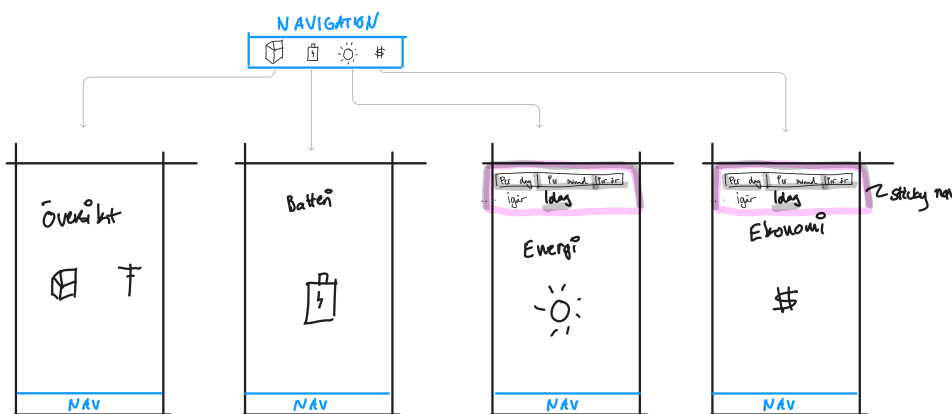 NAVIGATION
$
Översikt
NAV
Batteri
NAV
Per dag Per månad Per år
... igår Idag
Energi
NAV
Per dag Per månad Per år
... igår Idag
Sticky nav
Ekonomi
$
NAV